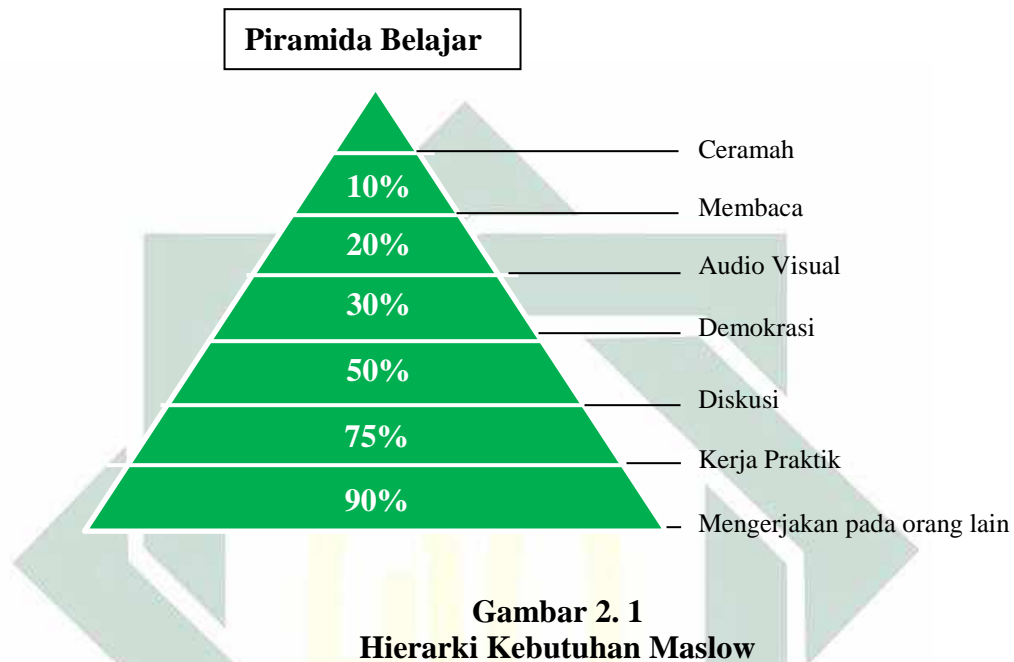 Piramida Belajar
Ceramah
10%
Membaca
20%
Audio Visual
30%
Demokrasi
50%
Diskusi
75%
Kerja Praktik
90%
Mengerjakan pada orang lain
Gambar 2. 1
Hierarki Kebutuhan Maslow